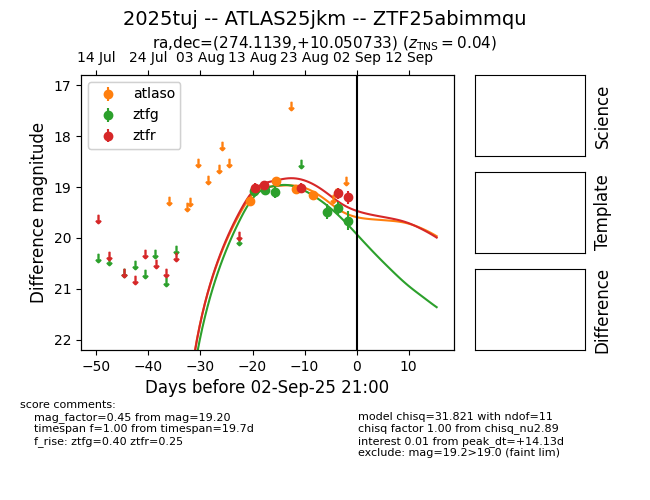 2025tuj -- ATLAS25jkm -- ZTF25abimmqu
ra,dec=(274.1139,+10.050733) (zTNS = 0.04)
14 Jul 24 Jul 03 Aug 13 Aug 23 Aug 02 Sep 12 Sep
atlaso
ztfg
ztfr
Difference magnitude
17
18
19
20
21
22
−50 −40 −30 −20 −10 0 10
Days before 02-Sep-25 21:00
Science
Template
Difference
score comments:
mag_factor=0.45 from mag=19.20
timespan f=1.00 from timespan=19.7d
f_rise: ztfg=0.40 ztfr=0.25
model chisq=31.821 with ndof=11
chisq factor 1.00 from chisq_nu2.89
interest 0.01 from peak_dt=+14.13d
exclude: mag=19.2>19.0 (faint lim)